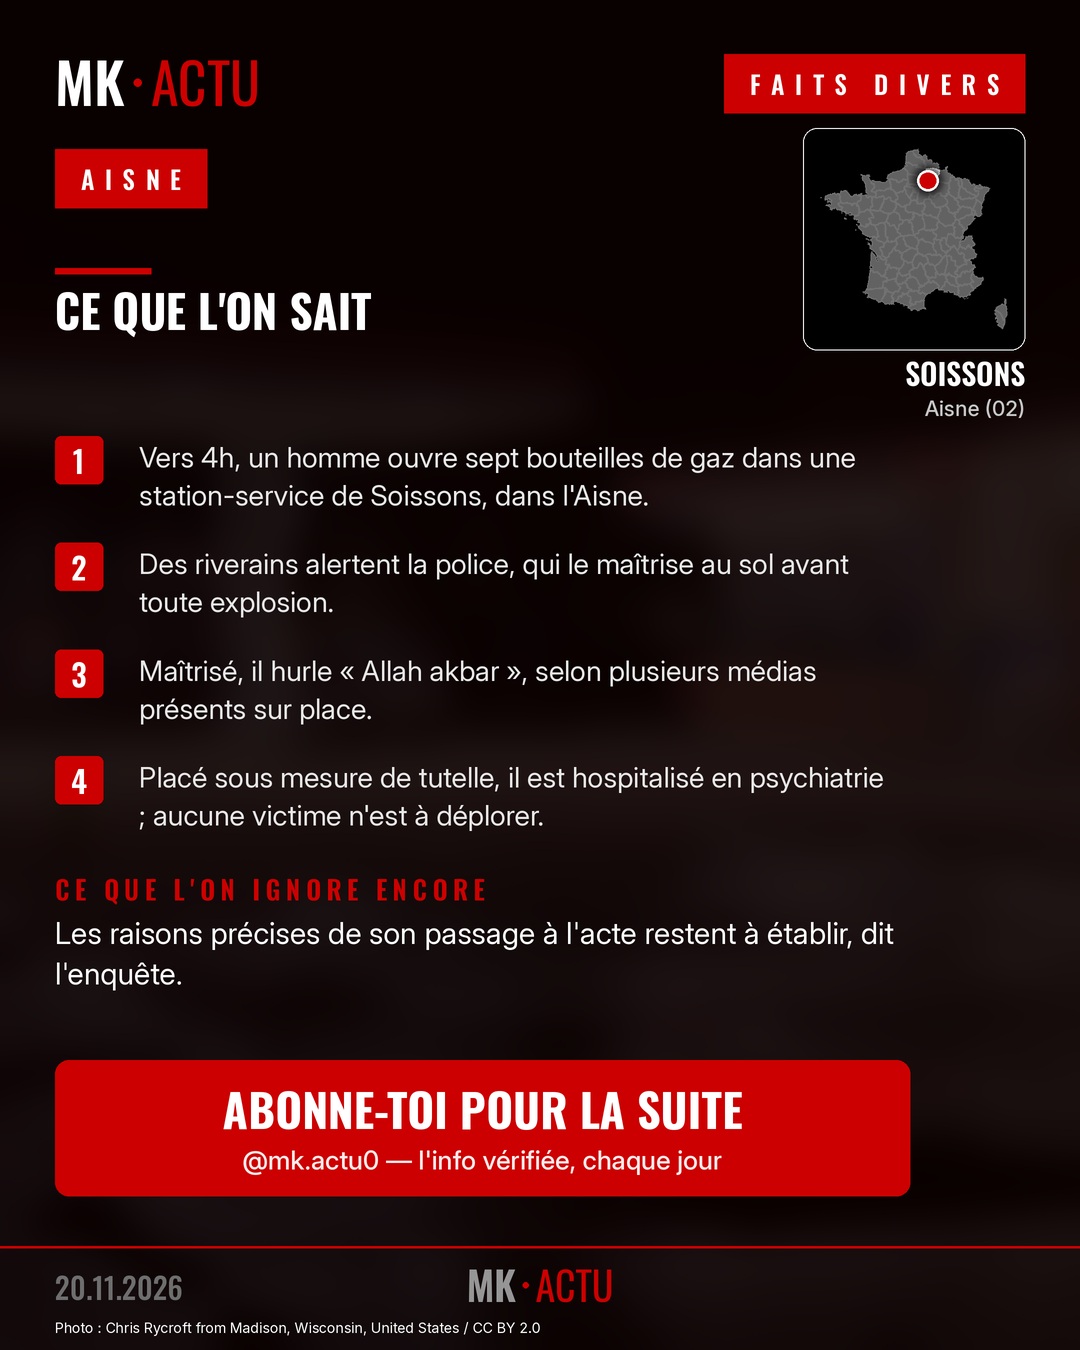 MK·ACTU
FAITS DIVERS
AISNE
CE QUE L'ON SAIT
SOISSONS
Aisne (02)
1
Vers 4h, un homme ouvre sept bouteilles de gaz dans une
station-service de Soissons, dans l'Aisne.
2
Des riverains alertent la police, qui le maîtrise au sol avant
toute explosion.
3
Maîtrisé, il hurle « Allah akbar », selon plusieurs médias
présents sur place.
4
Placé sous mesure de tutelle, il est hospitalisé en psychiatrie
; aucune victime n'est à déplorer.
CE QUE L'ON IGNORE ENCORE
Les raisons précises de son passage à l'acte restent à établir, dit
l'enquête.
ABONNE-TOI POUR LA SUITE
@mk.actu0 — l'info vérifiée, chaque jour
20.11.2026
MK·ACTU
Photo : Chris Rycroft from Madison, Wisconsin, United States / CC BY 2.0